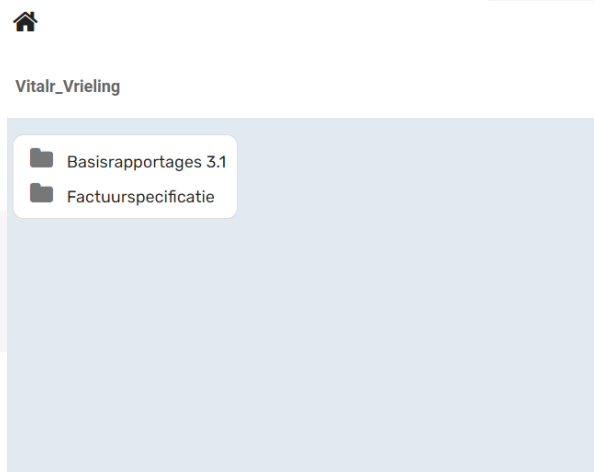 Vitalr_Vrieling
Basisrapportages 3.1
Factuurspecificatie